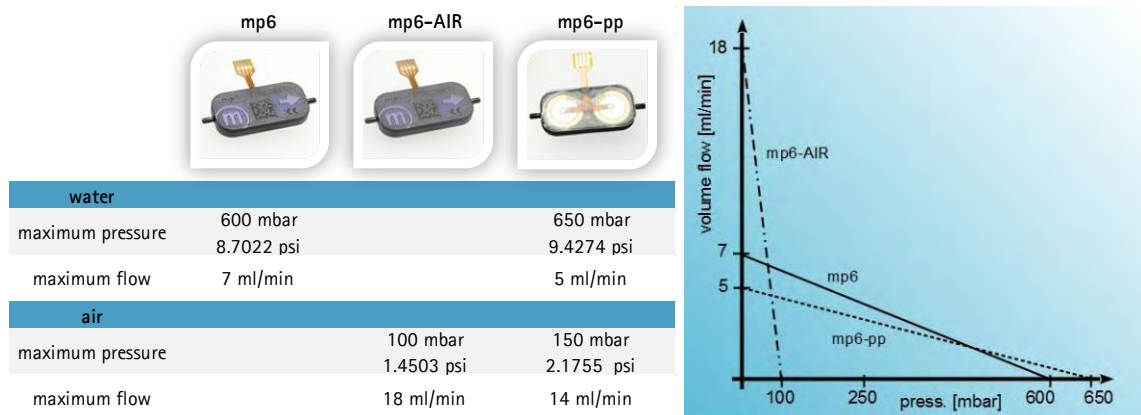 mp6 mp6-AIR mp6-pp
water
maximum pressure 600 mbar 650 mbar
8.7022 psi 9.4274 psi
maximum flow 7 ml/min 5 ml/min
air
maximum pressure 100 mbar 150 mbar
1.4503 psi 2.1755 psi
maximum flow 18 ml/min 14 ml/min
volume flow [ml/min]
18
mp6-AIR
7
mp6
5
mp6-pp
100 250 600 650
press. [mbar]